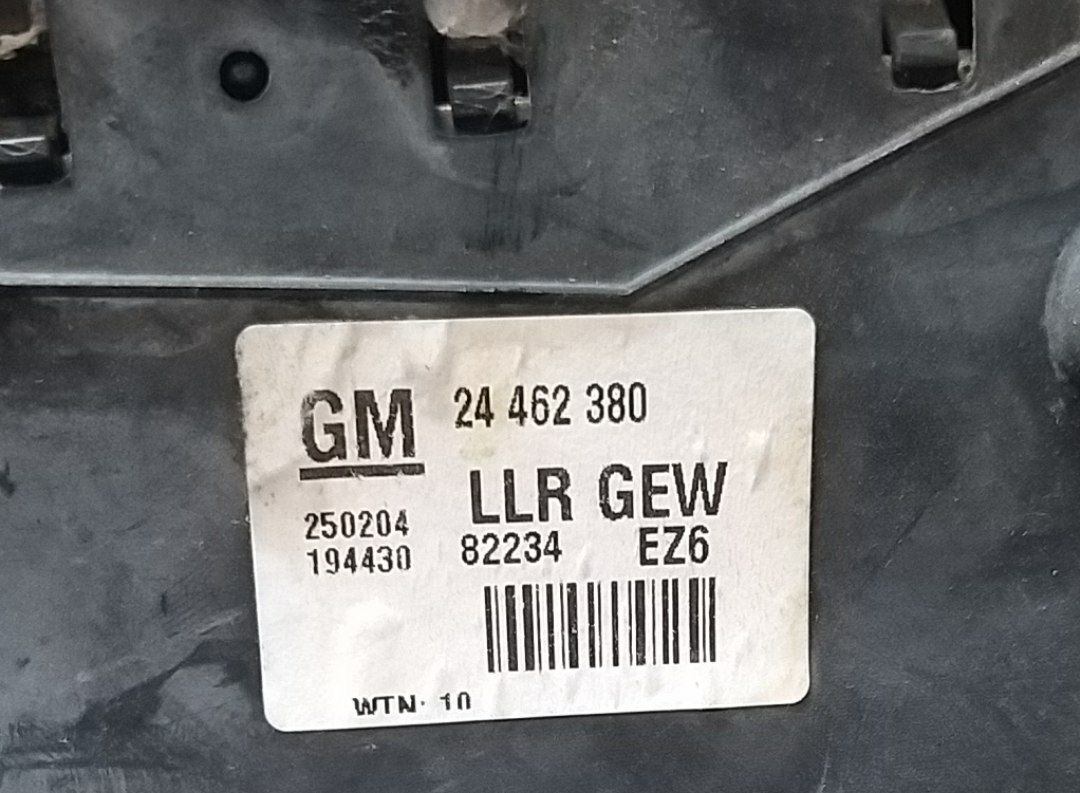 GM 24 462 380
LLR GEW
250204
194430 82234 EZ6
WTN: 10